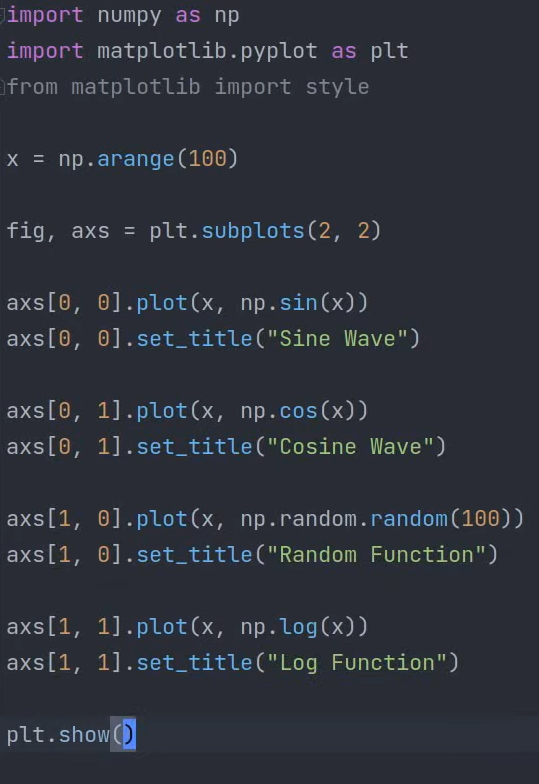 import numpy as np
import matplotlib.pyplot as plt
from matplotlib import style
x = np.arange(100)
fig, axs = plt.subplots(2, 2)
axs[0, 0].plot(x, np.sin(x))
axs[0, 0].set_title("Sine Wave")
axs[0, 1].plot(x, np.cos(x))
axs[0, 1].set_title("Cosine Wave")
axs[1, 0].plot(x, np.random.random(100))
axs[1, 0].set_title("Random Function")
axs[1, 1].plot(x, np.log(x))
axs[1, 1].set_title("Log Function")
plt.show()